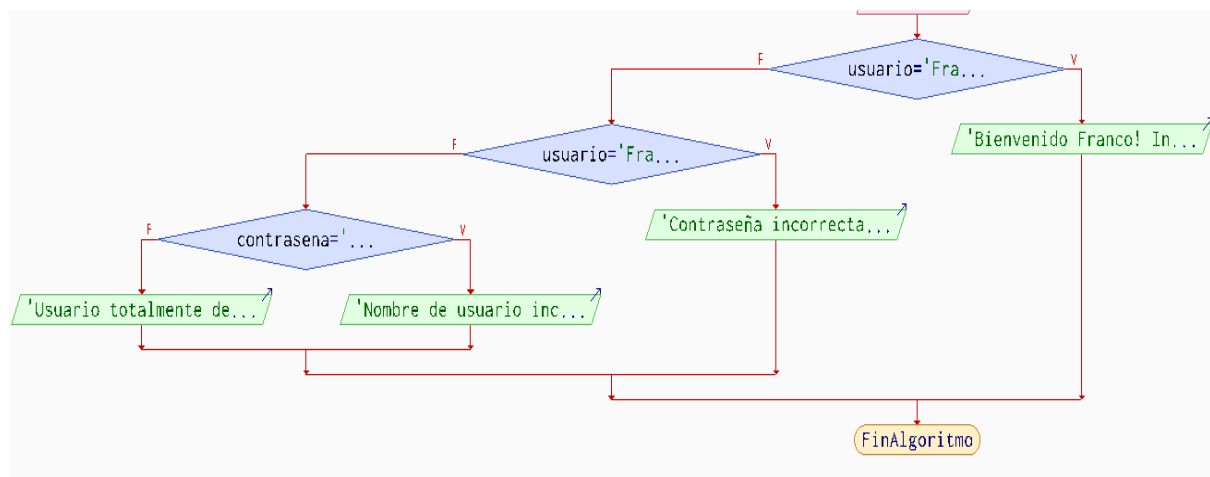 F
usuario='Fra...
V
'Bienvenido Franco! In...
F
usuario='Fra...
V
'Contraseña incorrecta...
F
contrasena='...
V
'Usuario totalmente de...
'Nombre de usuario inc...
FinAlgoritmo